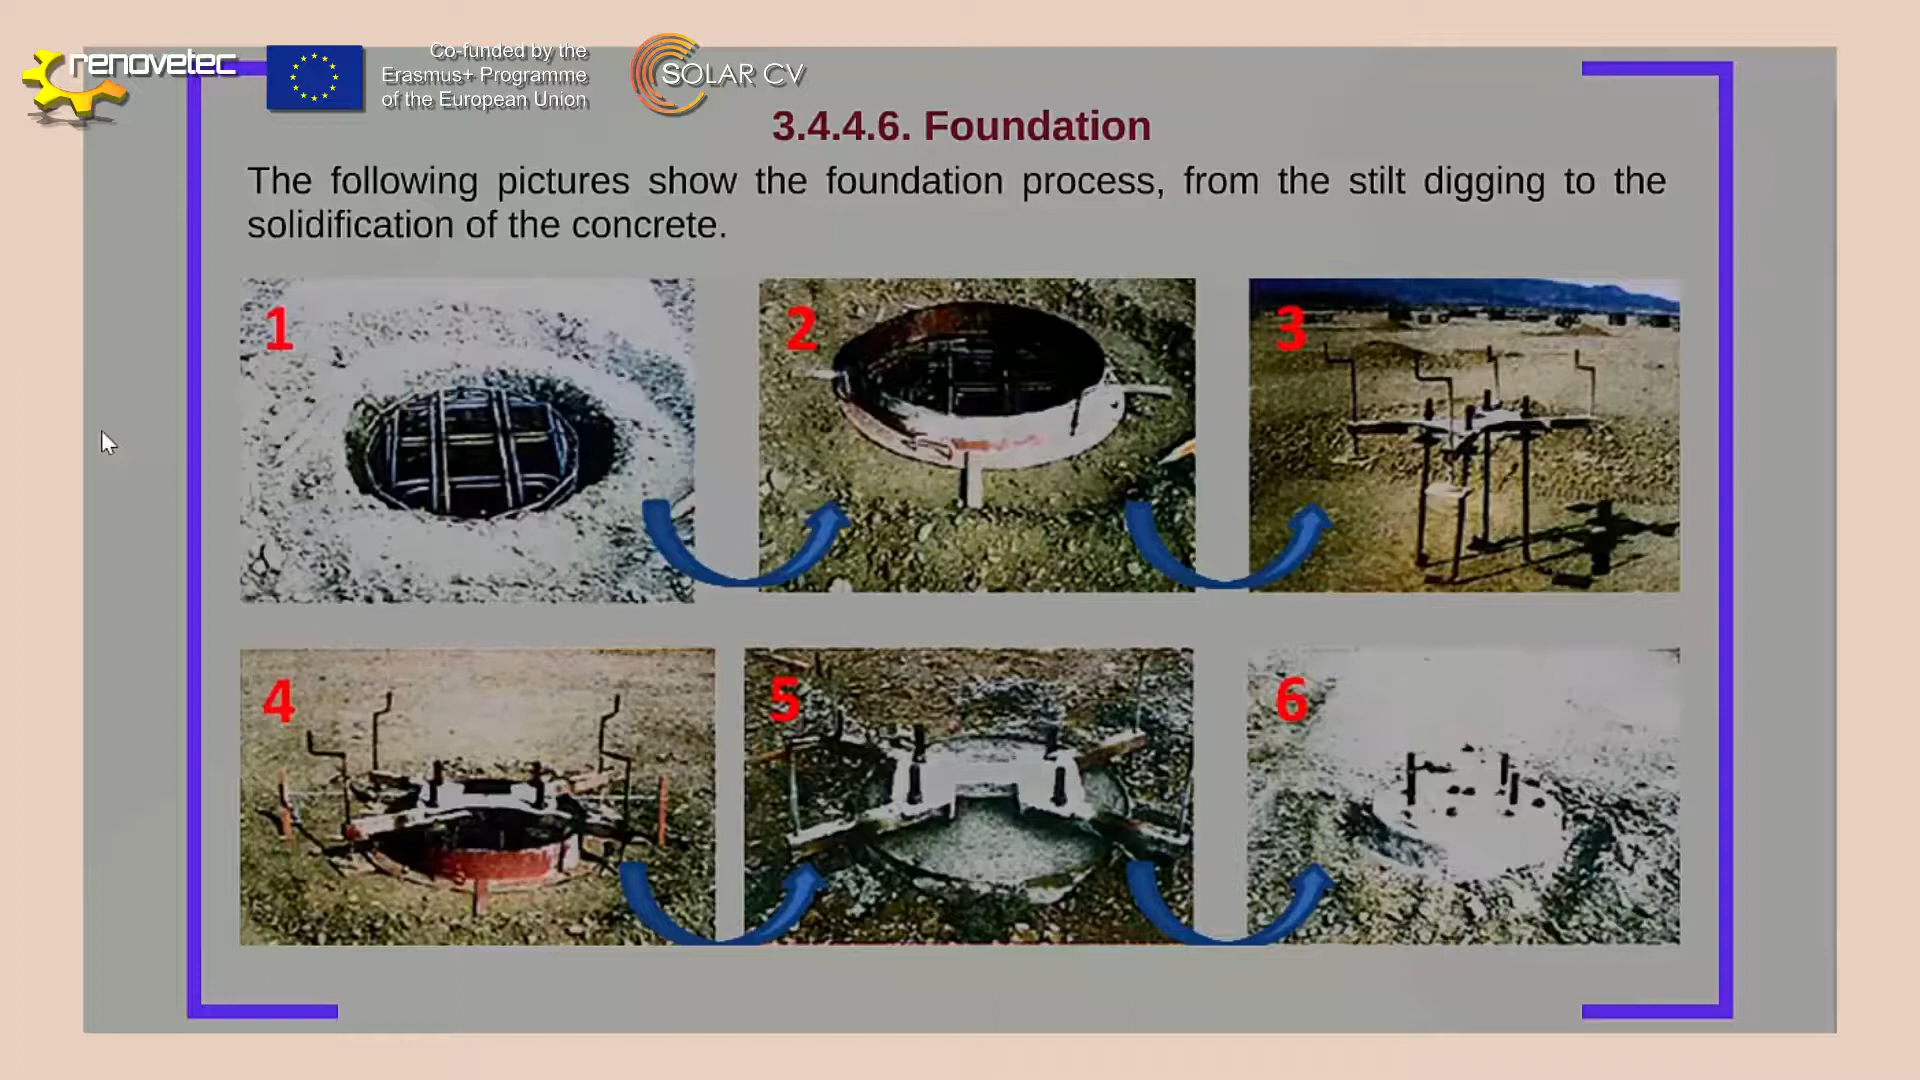 renovetec
Co-funded by the
Erasmus+ Programme
of the European Union
SOLAR CV
3.4.4.6. Foundation
The following pictures show the foundation process, from the stilt digging to the
solidification of the concrete.
1
2
3
4
5
6